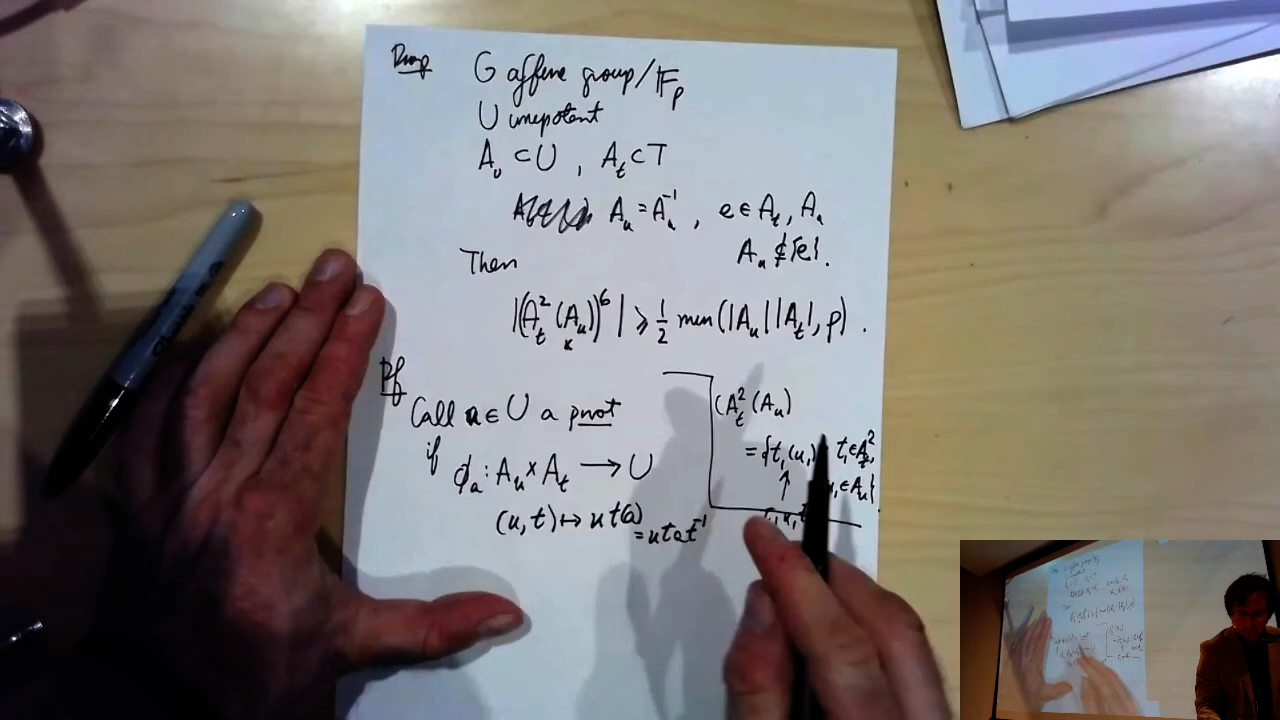 Prop G affine group/𝔽_p
U unipotent
A_u ⊂ U , A_t ⊂ T
A_u = A_u^{-1} , e ∈ A_t, A_u
A_u ⊄ {e}.
Then
|(A_t^2(A_u))^6| ≥ 1/2 min(|A_u||A_t|, p) .
Pf
Call a ∈ U a pivot
if φ_a : A_u × A_t → U
(u, t) ↦ u t(a)
= u t a t^{-1}
(A_t^2(A_u)
= {t_1(u_1) t_1 ∈ A_t^2,
↑ u_1 ∈ A_u}